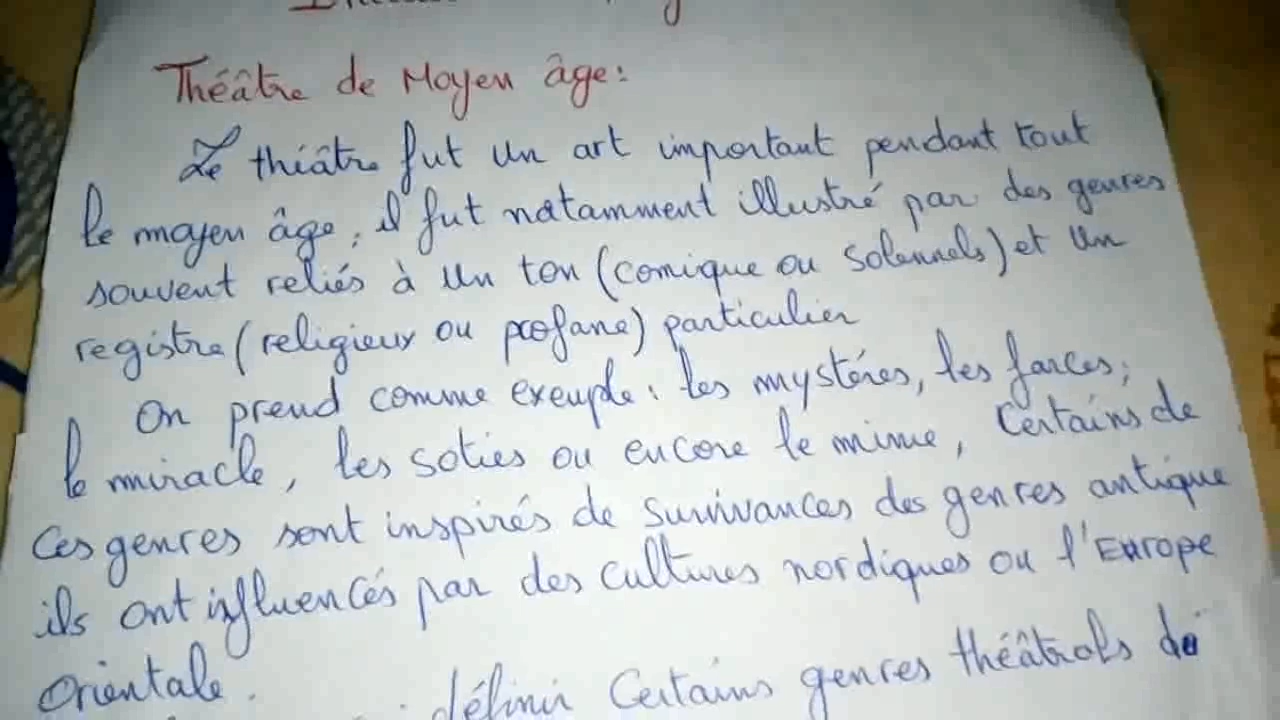 Théâtre de Moyen âge:
Le théâtre fut un art important pendant tout
le moyen âge, il fut natamment illustré par des genres
souvent reliés à un ton (comique ou solennels) et un
registre (religieux ou profane) particulier
On prend comme exemple: les mystéres, les farces,
le miracle, les soties ou encore le mime, certains de
ces genres sont inspirés de survivances des genres antique
ils ont influencés par des cultures nordiques ou l'Europe
Orientale.
définir Certains genres théâtrals de